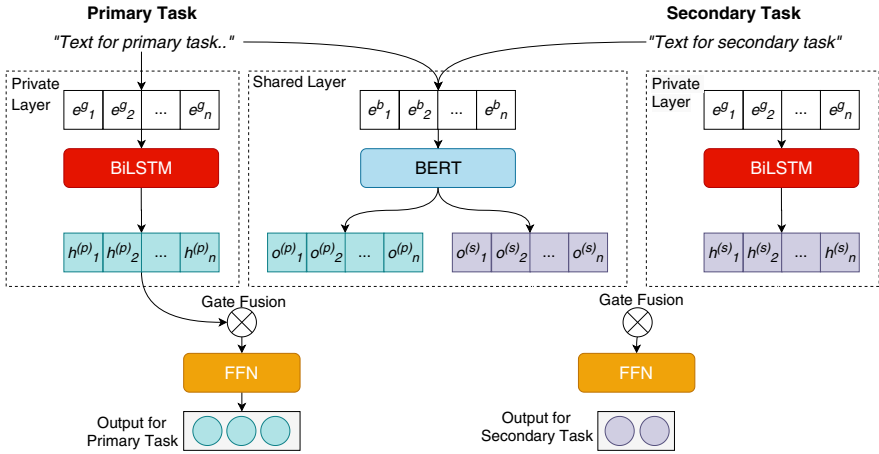 Primary Task
Secondary Task
"Text for primary task.."
"Text for secondary task"
Private
Layer
Shared Layer
Private
Layer
e^g_1 e^g_2 ... e^g_n
e^b_1 e^b_2 ... e^b_n
e^g_1 e^g_2 ... e^g_n
BiLSTM
BERT
BiLSTM
h^(p)_1 h^(p)_2 ... h^(p)_n
o^(p)_1 o^(p)_2 ... o^(p)_n
o^(s)_1 o^(s)_2 ... o^(s)_n
h^(s)_1 h^(s)_2 ... h^(s)_n
Gate Fusion
Gate Fusion
FFN
FFN
Output for
Primary Task
Output for
Secondary Task